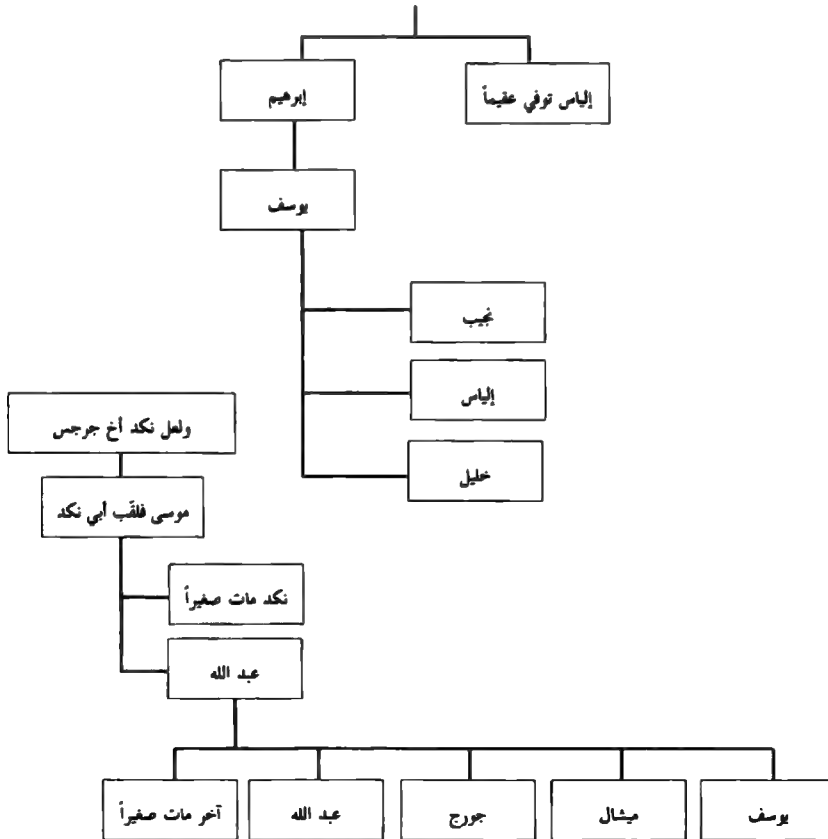 إلياس توفي عقيماً
إبرهيم
يوسف
نجيب
إلياس
خليل
ولعل نكد أخ جرجس
موسى فلقّب أبي نكد
نكد مات صغيراً
عبد الله
يوسف
ميشال
جورج
عبد الله
آخر مات صغيراً